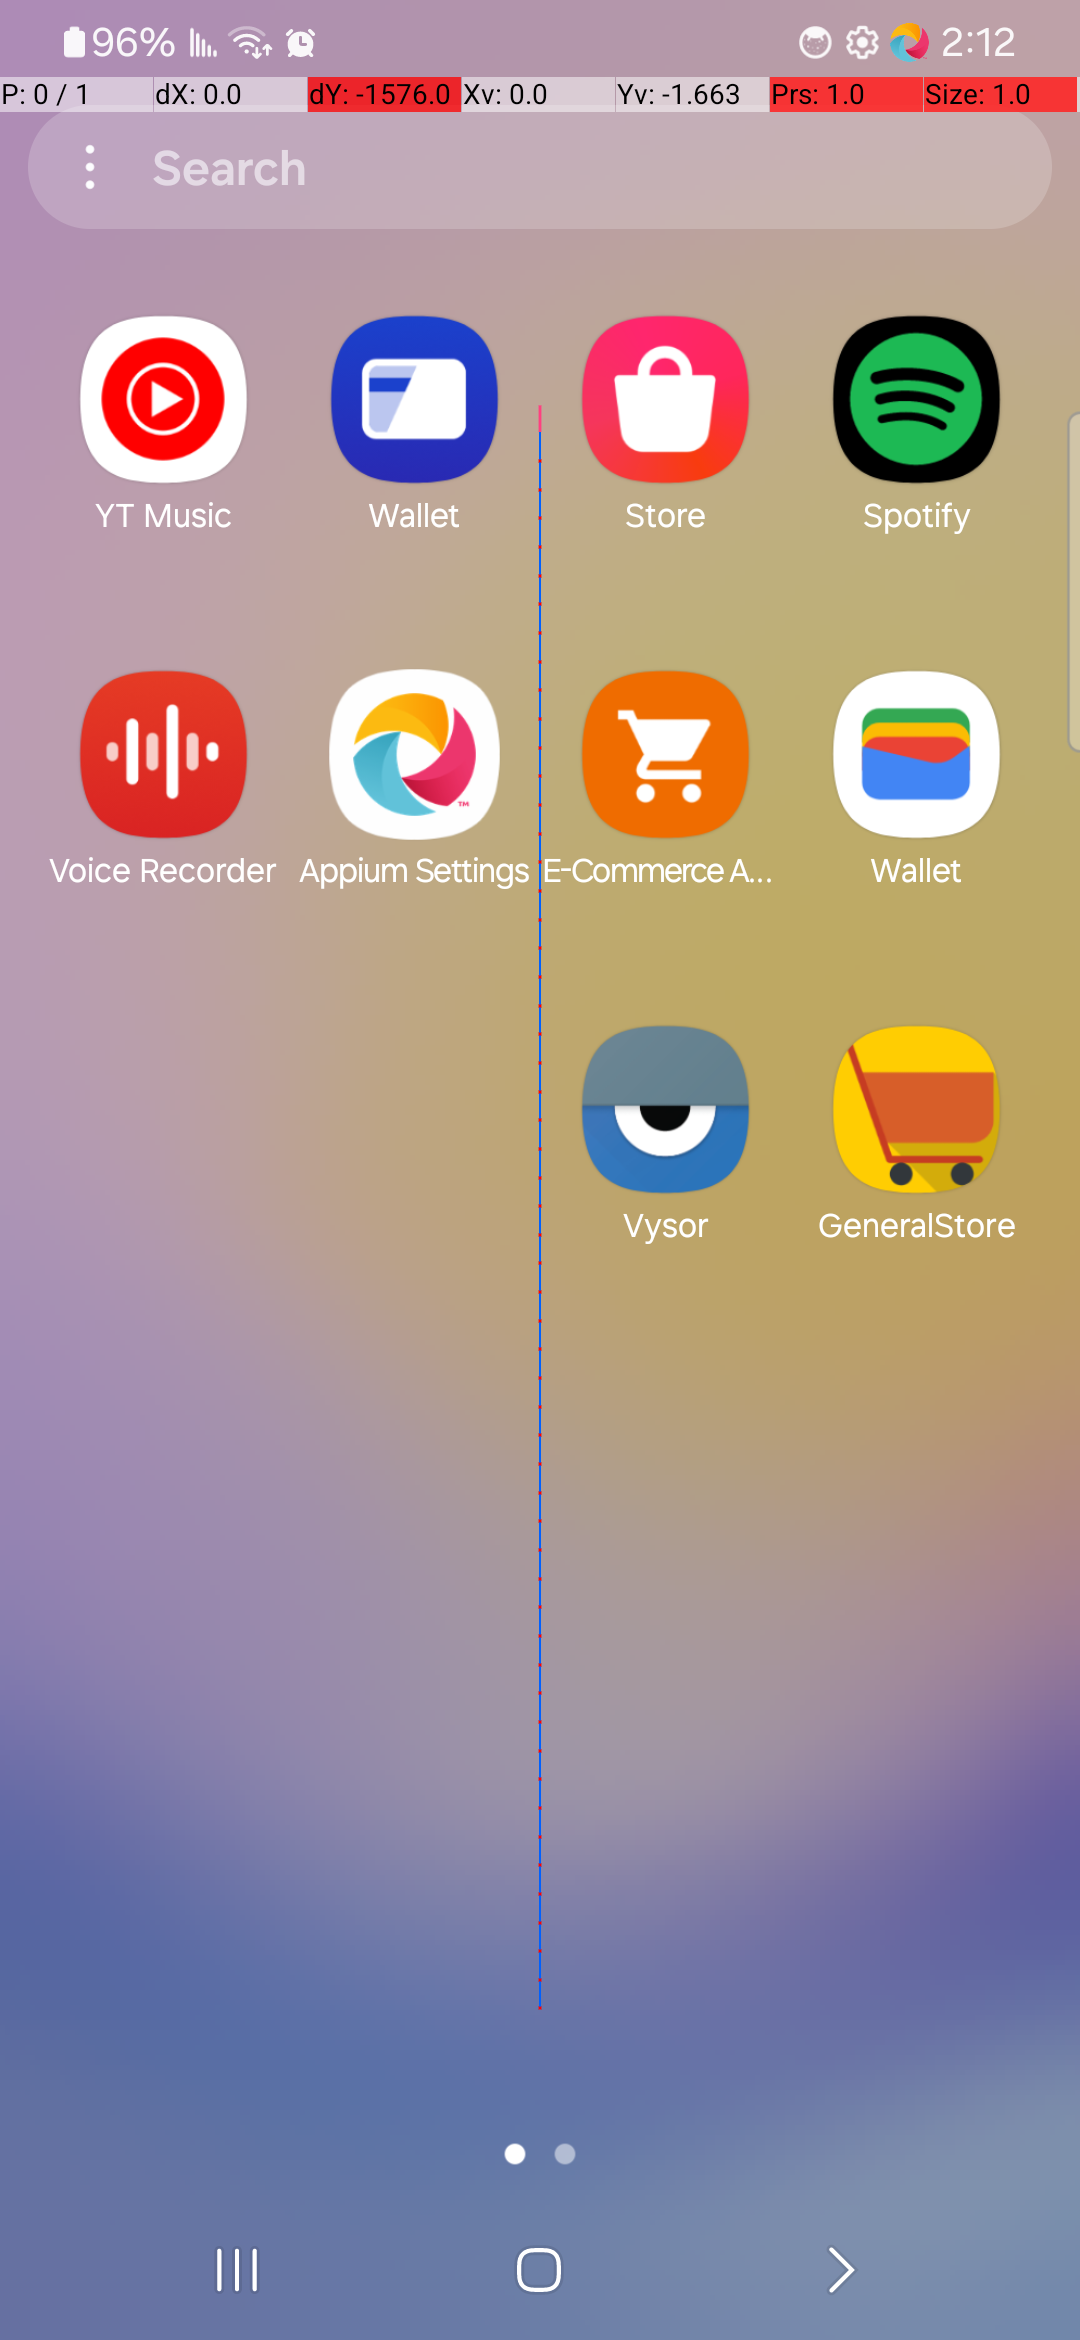 96% 2:12
P: 0 / 1 dX: 0.0 dY: -1576.0 Xv: 0.0 Yv: -1.663 Prs: 1.0 Size: 1.0
Search
YT Music Wallet Store Spotify
TM
Voice Recorder Appium Settings E-Commerce A... Wallet
Vysor GeneralStore